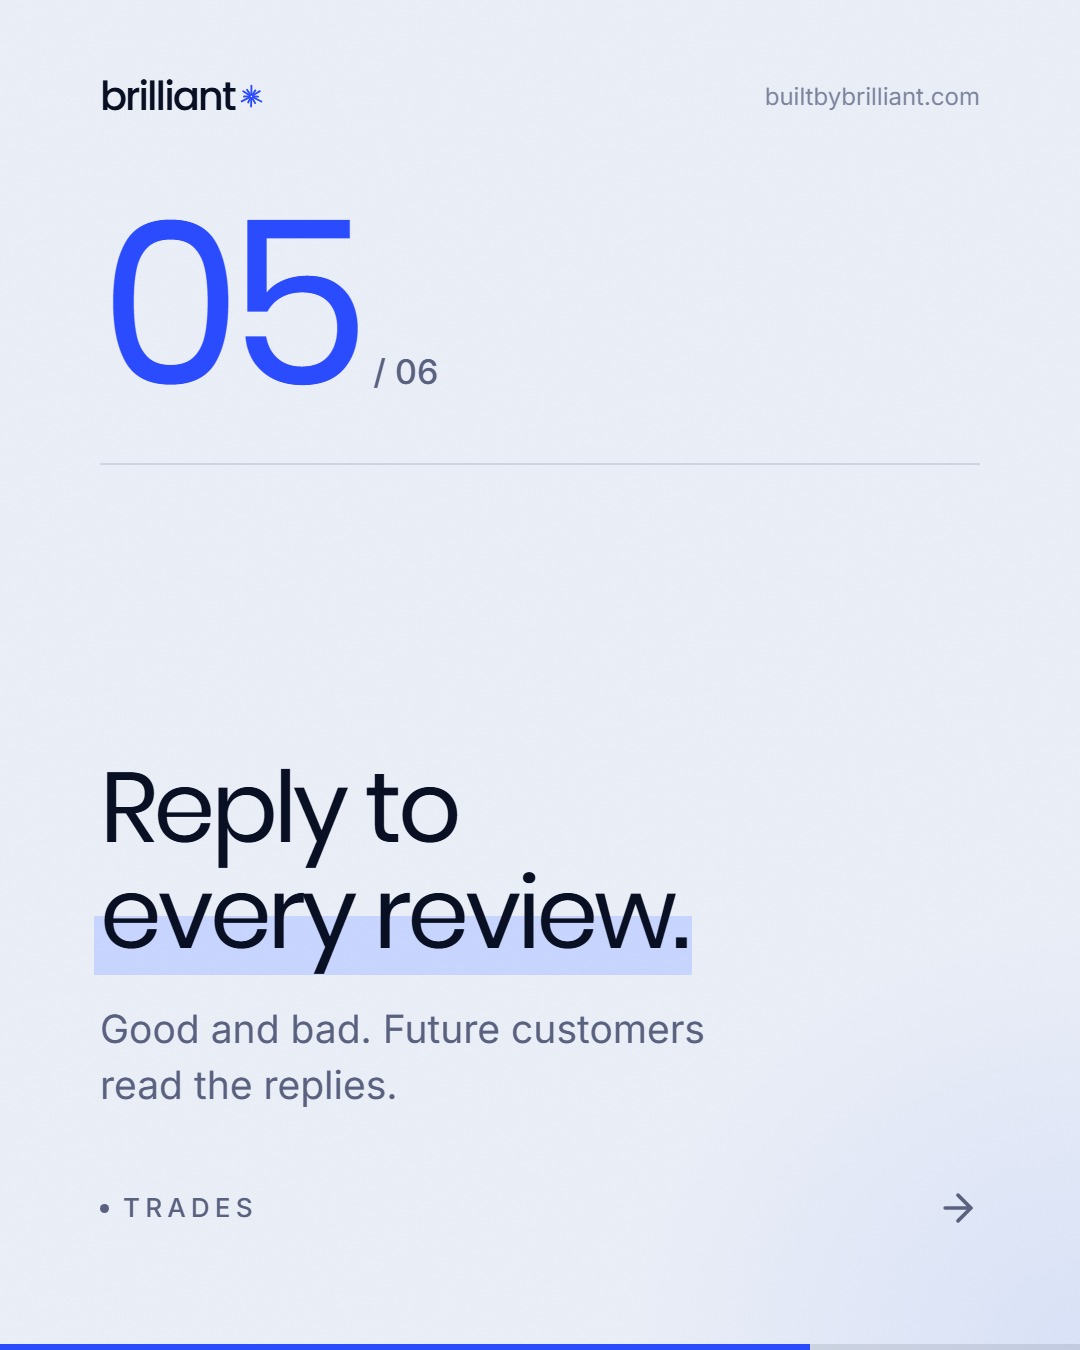 brilliant
builtbybrilliant.com
05 / 06
Reply to
every review.
Good and bad. Future customers
read the replies.
• TRADES